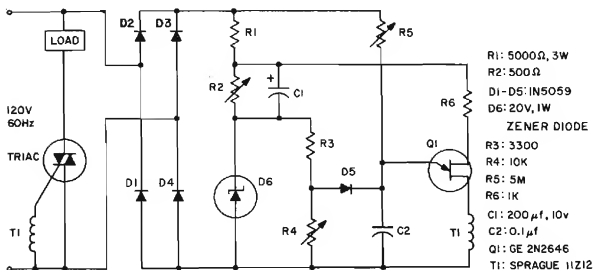 D2
D3
LOAD
R1
R5
R2
+
C1
R6
120V
60Hz
TRIAC
Q1
R3
D1
D4
D6
D5
T1
R4
C2
T1
R1: 5000Ω, 3W
R2: 500Ω
D1-D5: 1N5059
D6: 20V, 1W
ZENER DIODE
R3: 3300
R4: 10K
R5: 5M
R6: 1K
C1: 200μf, 10v
C2: 0.1μf
Q1: GE 2N2646
T1: SPRAGUE 11Z12